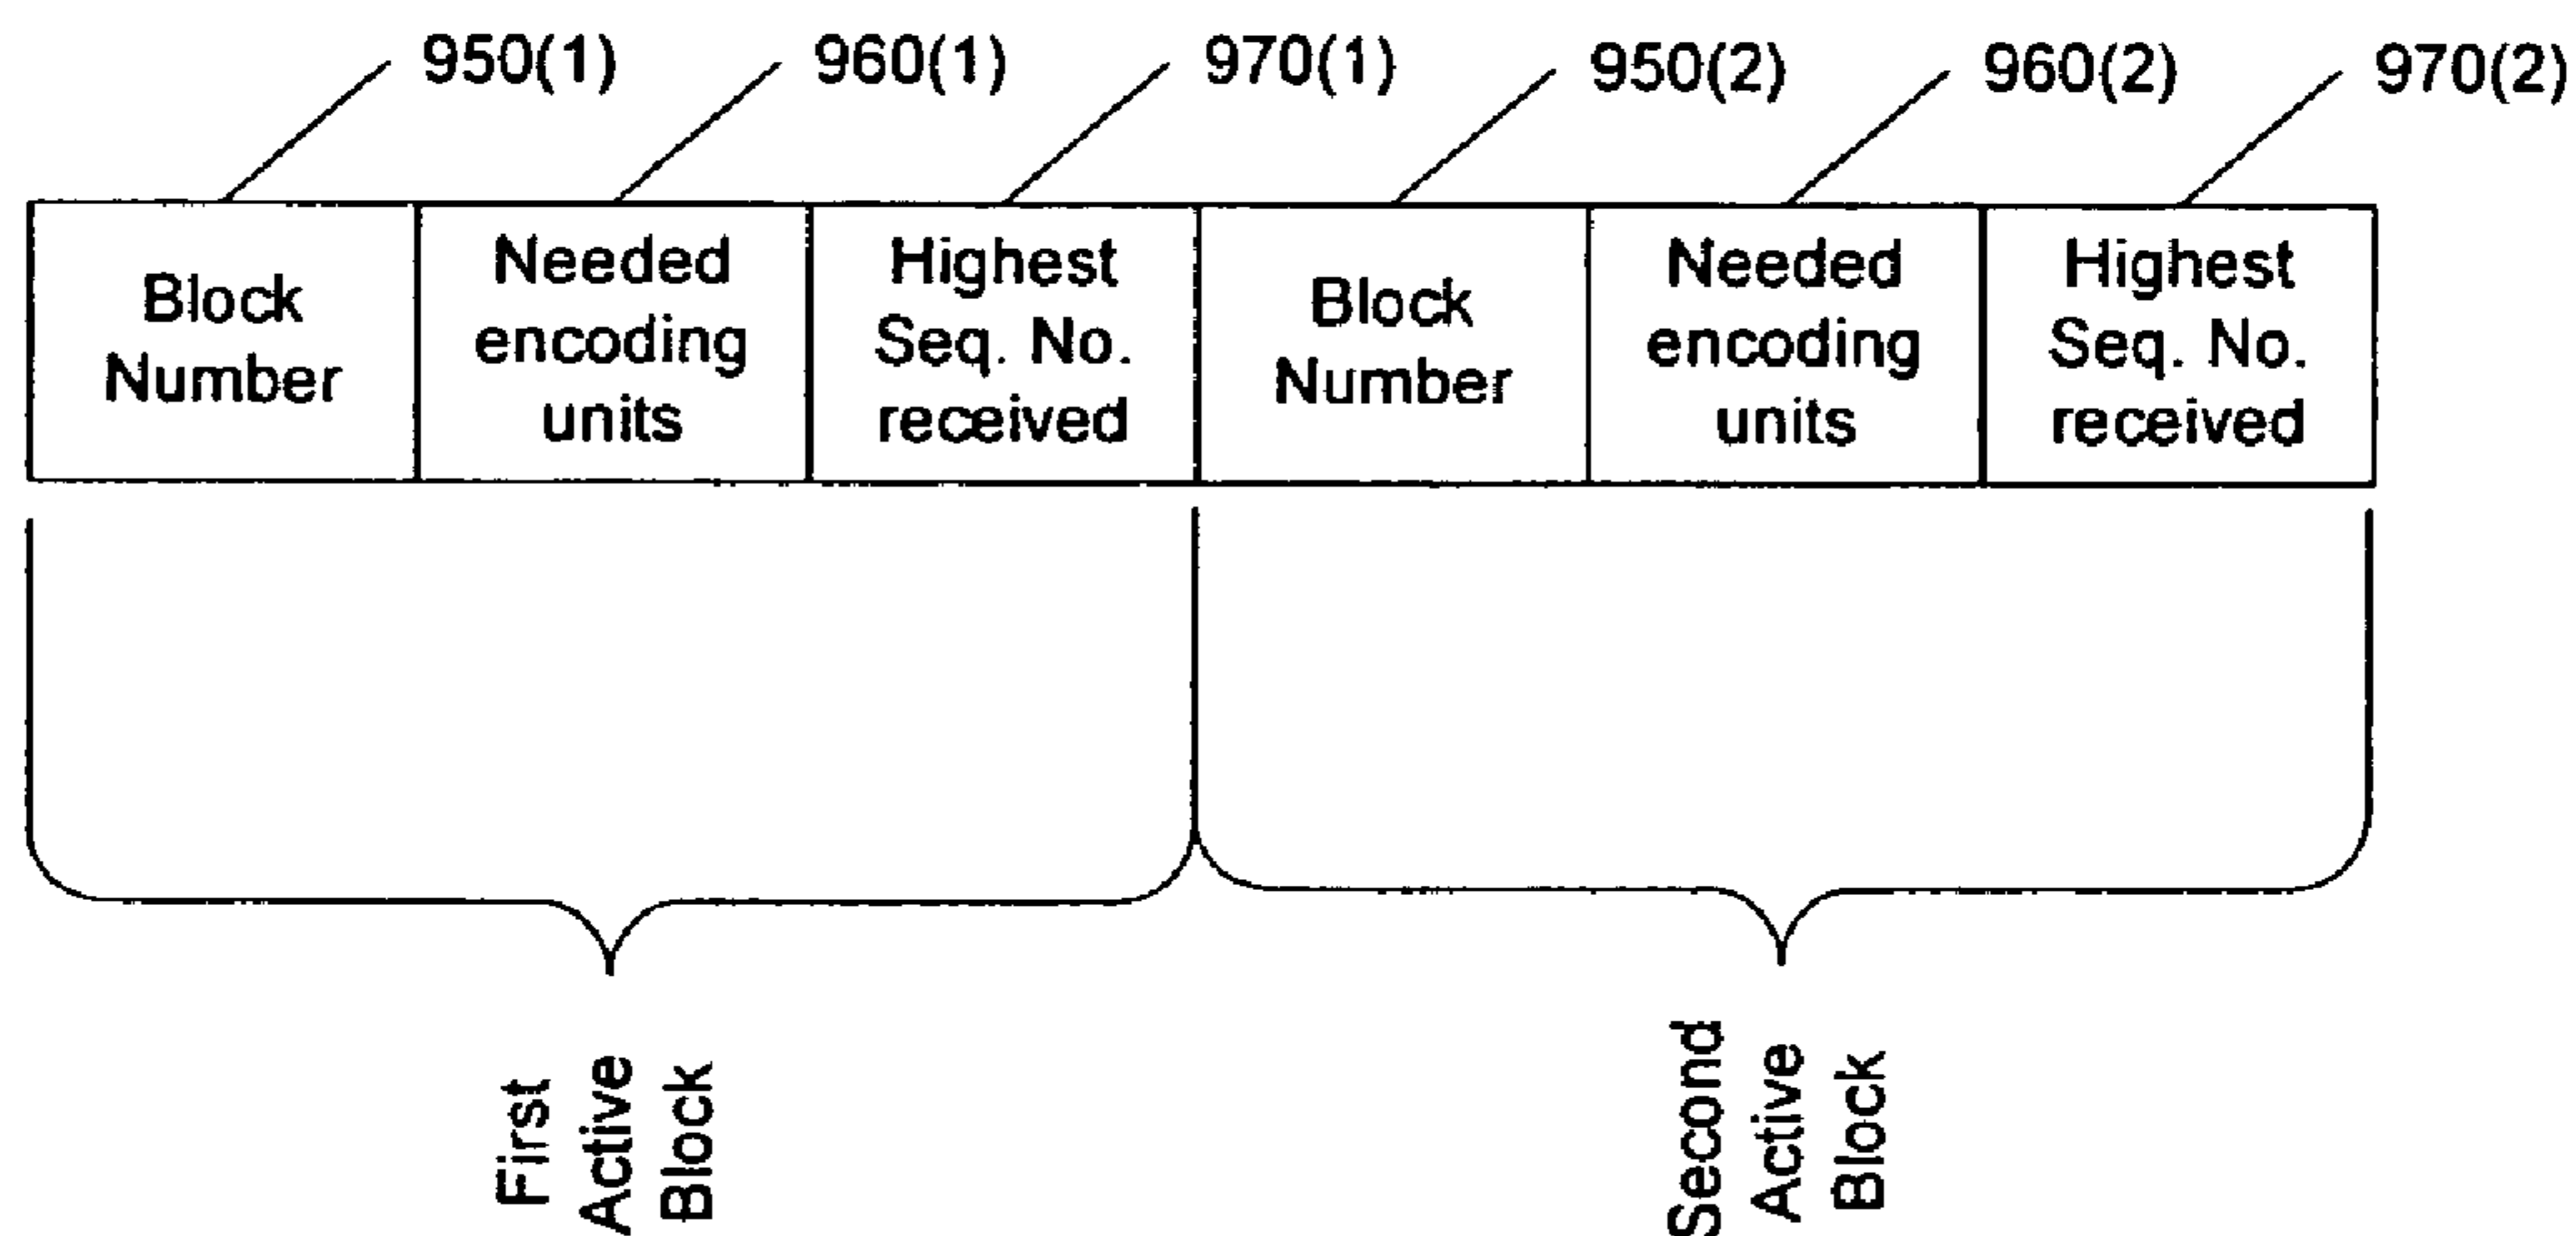 950(1)
960(1)
970(1)
950(2)
960(2)
970(2)
Block
Number
Needed
encoding
units
Highest
Seq. No.
received
Block
Number
Needed
encoding
units
Highest
Seq. No.
received
First
Active
Block
Second
Active
Block